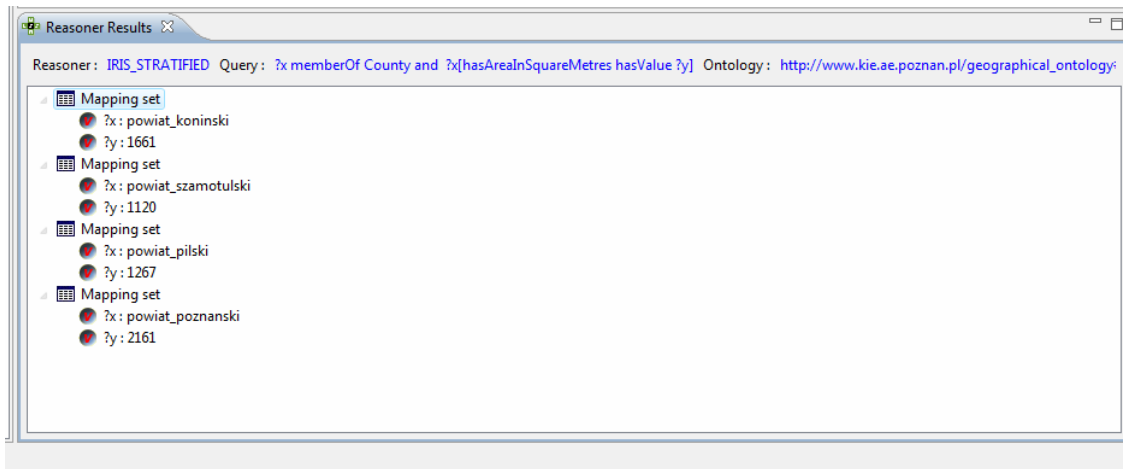 Reasoner Results
Reasoner : IRIS_STRATIFIED Query : ?x memberOf County and ?x[hasAreaInSquareMetres hasValue ?y] Ontology : http://www.kie.ae.poznan.pl/geographical_ontology
Mapping set
?x : powiat_koninski
?y : 1661
Mapping set
?x : powiat_szamotulski
?y : 1120
Mapping set
?x : powiat_pilski
?y : 1267
Mapping set
?x : powiat_poznanski
?y : 2161